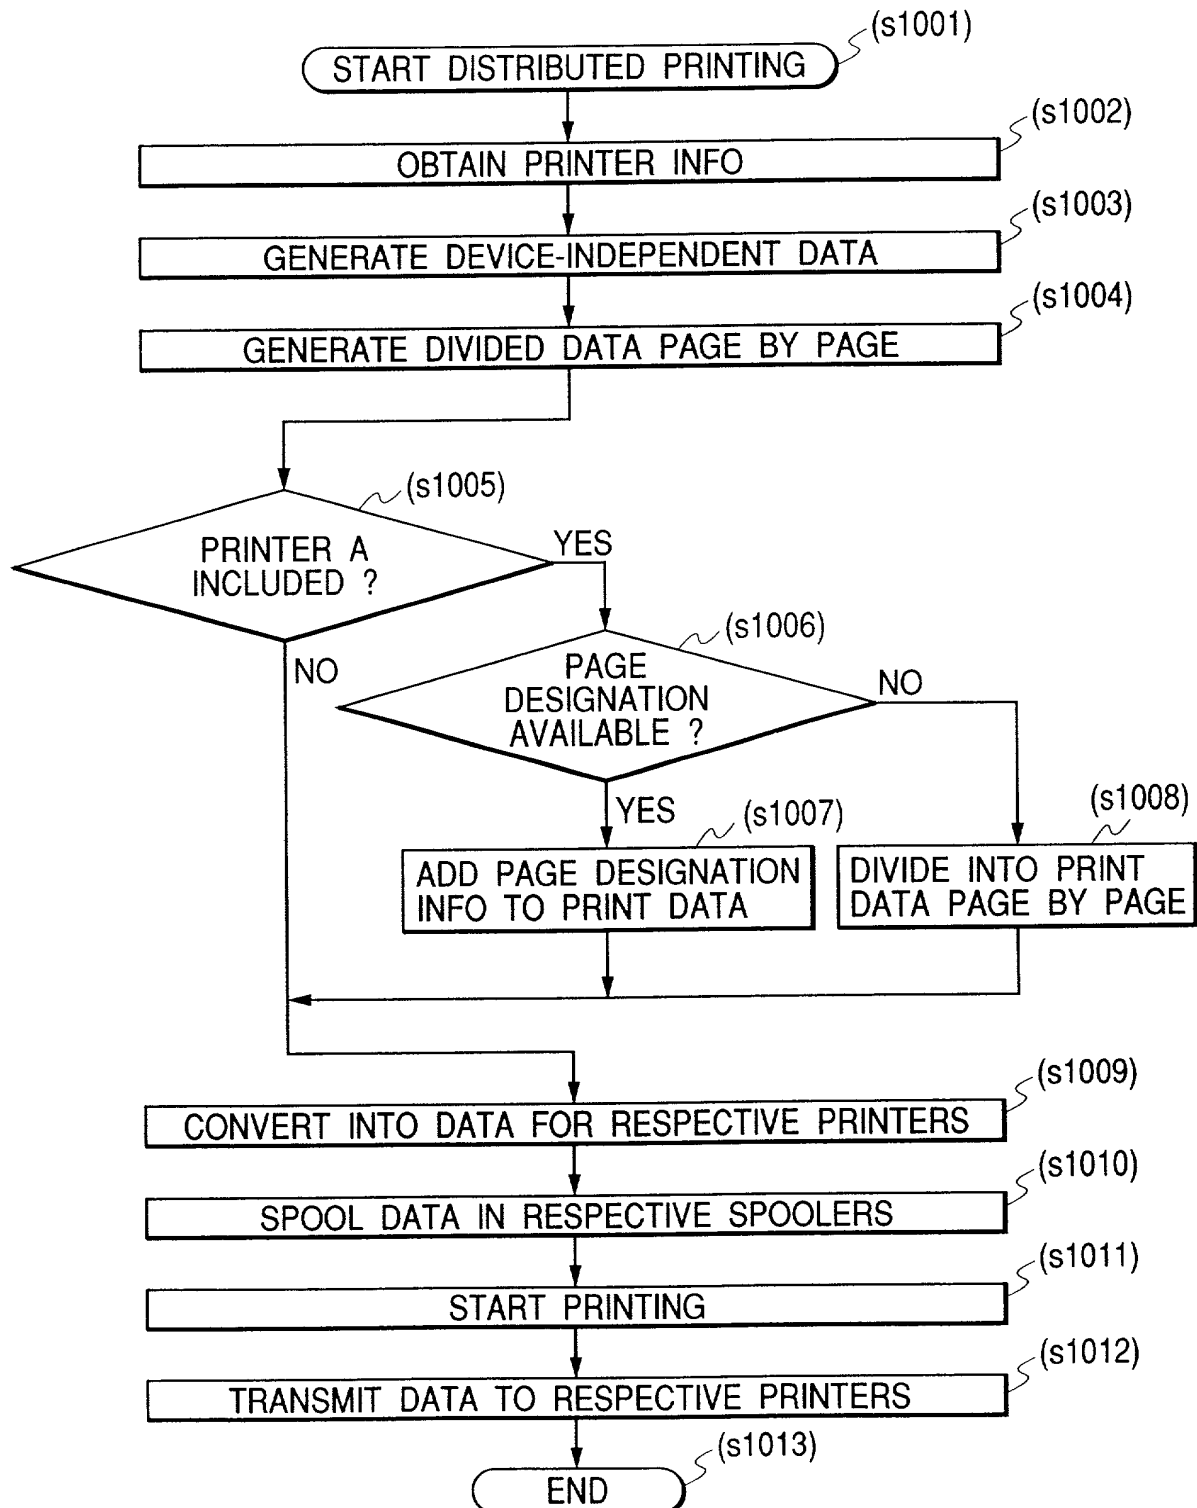 (s1001)
START DISTRIBUTED PRINTING
(s1002)
OBTAIN PRINTER INFO
(s1003)
GENERATE DEVICE-INDEPENDENT DATA
(s1004)
GENERATE DIVIDED DATA PAGE BY PAGE
(s1005)
PRINTER A
INCLUDED ?
YES
NO
(s1006)
PAGE
DESIGNATION
AVAILABLE ?
NO
YES
(s1007)
ADD PAGE DESIGNATION
INFO TO PRINT DATA
(s1008)
DIVIDE INTO PRINT
DATA PAGE BY PAGE
(s1009)
CONVERT INTO DATA FOR RESPECTIVE PRINTERS
(s1010)
SPOOL DATA IN RESPECTIVE SPOOLERS
(s1011)
START PRINTING
(s1012)
TRANSMIT DATA TO RESPECTIVE PRINTERS
(s1013)
END